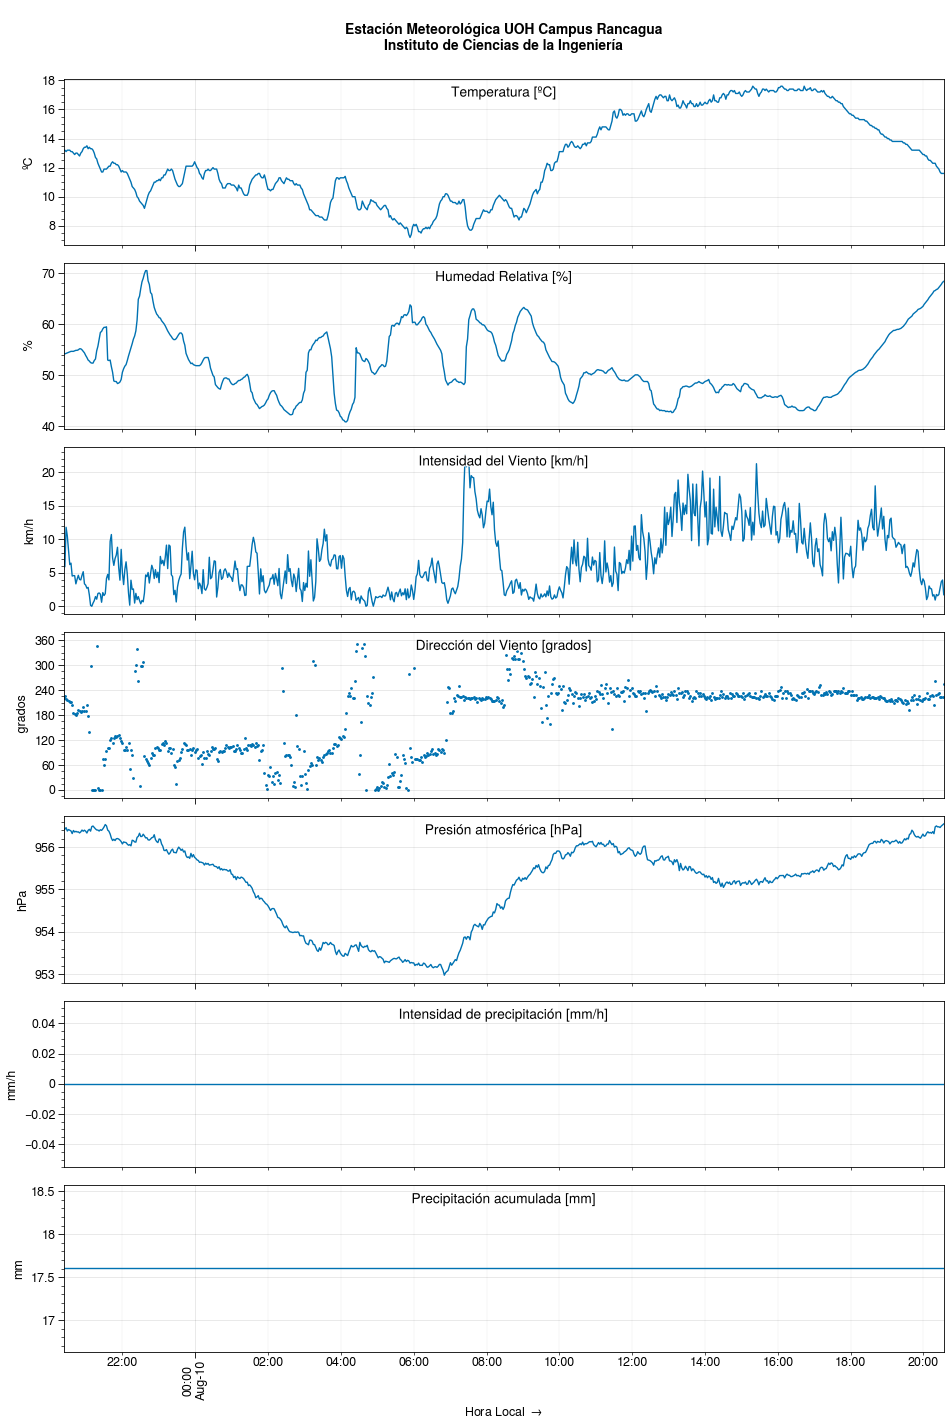 Estación Meteorológica UOH Campus Rancagua
Instituto de Ciencias de la Ingeniería
Temperatura [ºC]
18
16
14
12
10
8
ºC
Humedad Relativa [%]
70
60
50
40
%
Intensidad del Viento [km/h]
20
15
10
5
0
km/h
Dirección del Viento [grados]
360
300
240
180
120
60
0
grados
Presión atmosférica [hPa]
956
955
954
953
hPa
Intensidad de precipitación [mm/h]
0.04
0.02
0
−0.02
−0.04
mm/h
Precipitación acumulada [mm]
18.5
18
17.5
17
mm
22:00
00:00
Aug-10
02:00
04:00
06:00
08:00
10:00
12:00
14:00
16:00
18:00
20:00
Hora Local →